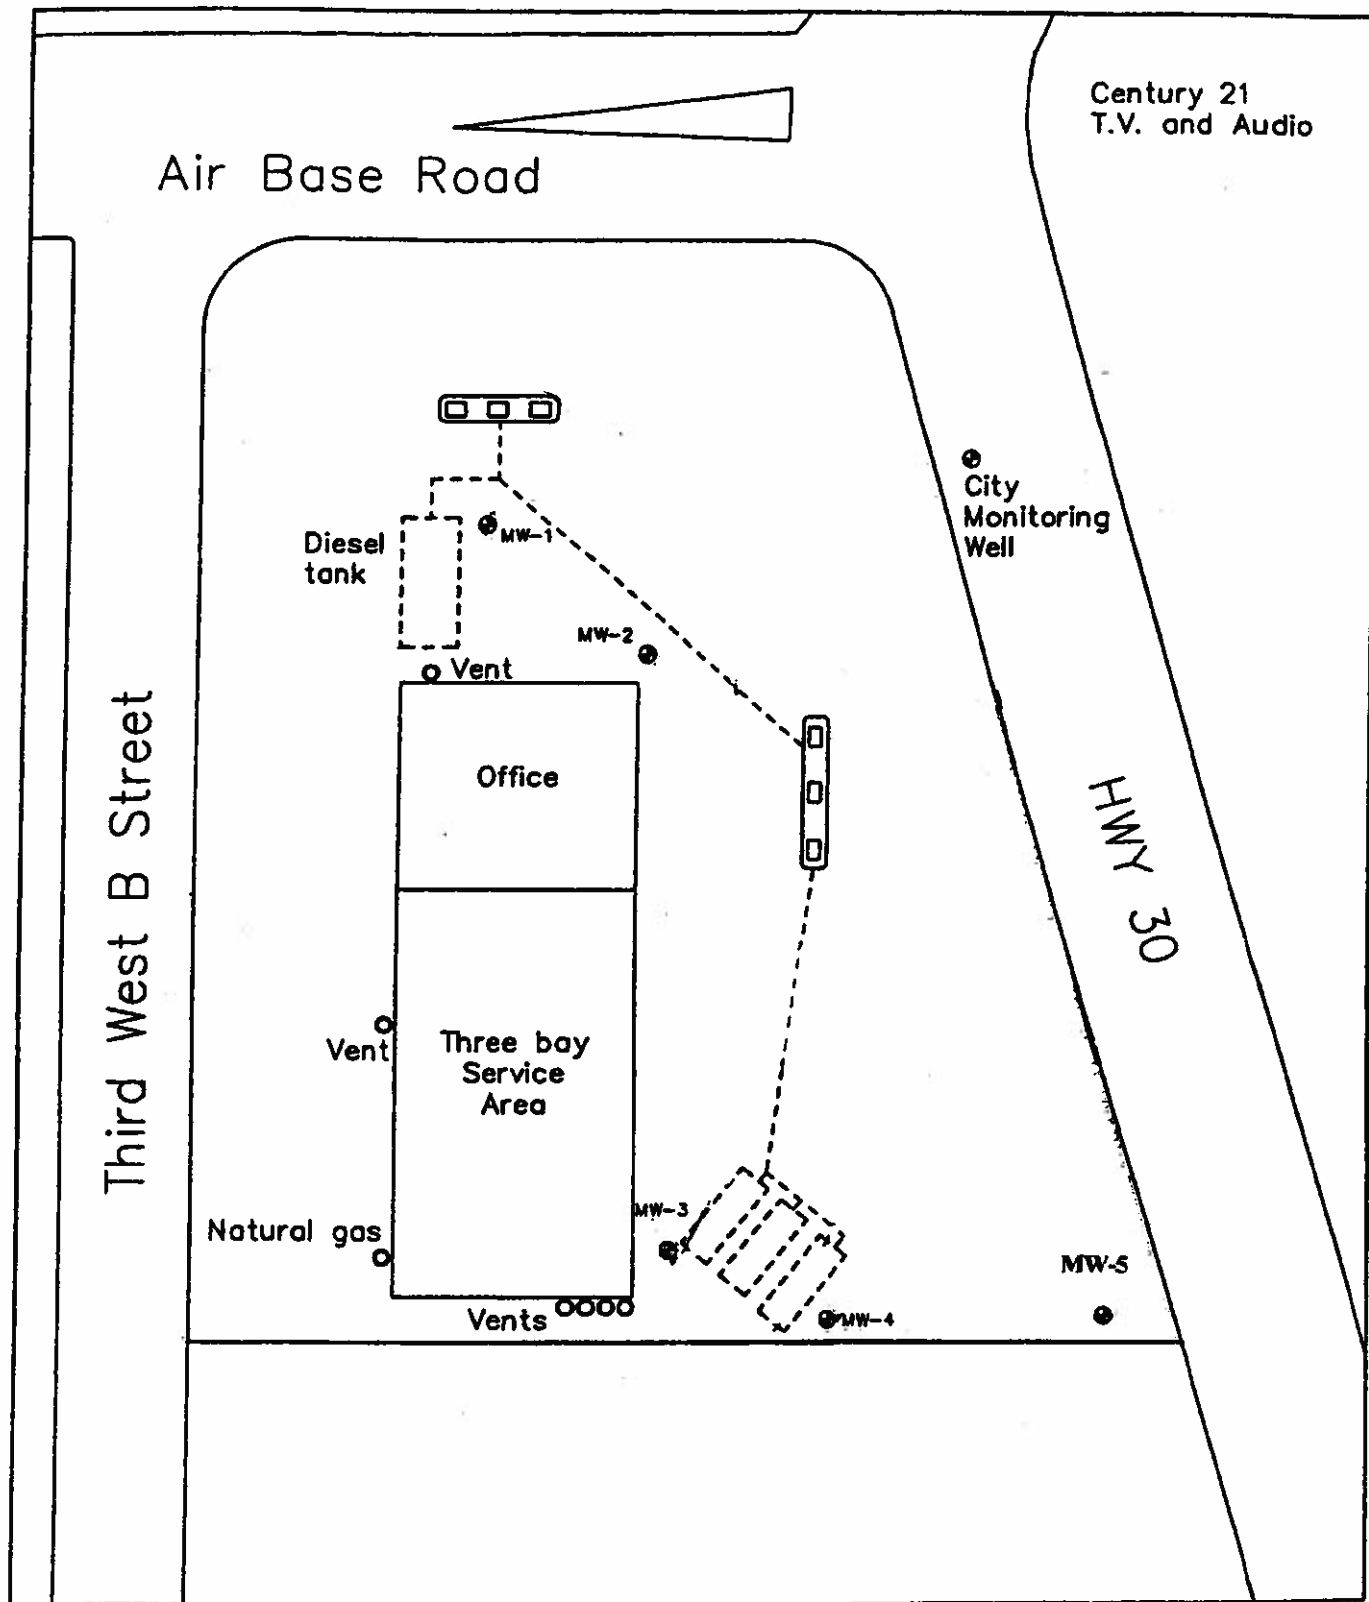 Century 21
T.V. and Audio
Air Base Road
City
Monitoring
Well
MW-1
Diesel
tank
MW-2
Vent
Office
HWY 30
Third West B Street
Vent
Three bay
Service
Area
MW-3
Natural gas
MW-5
Vents
MW-4